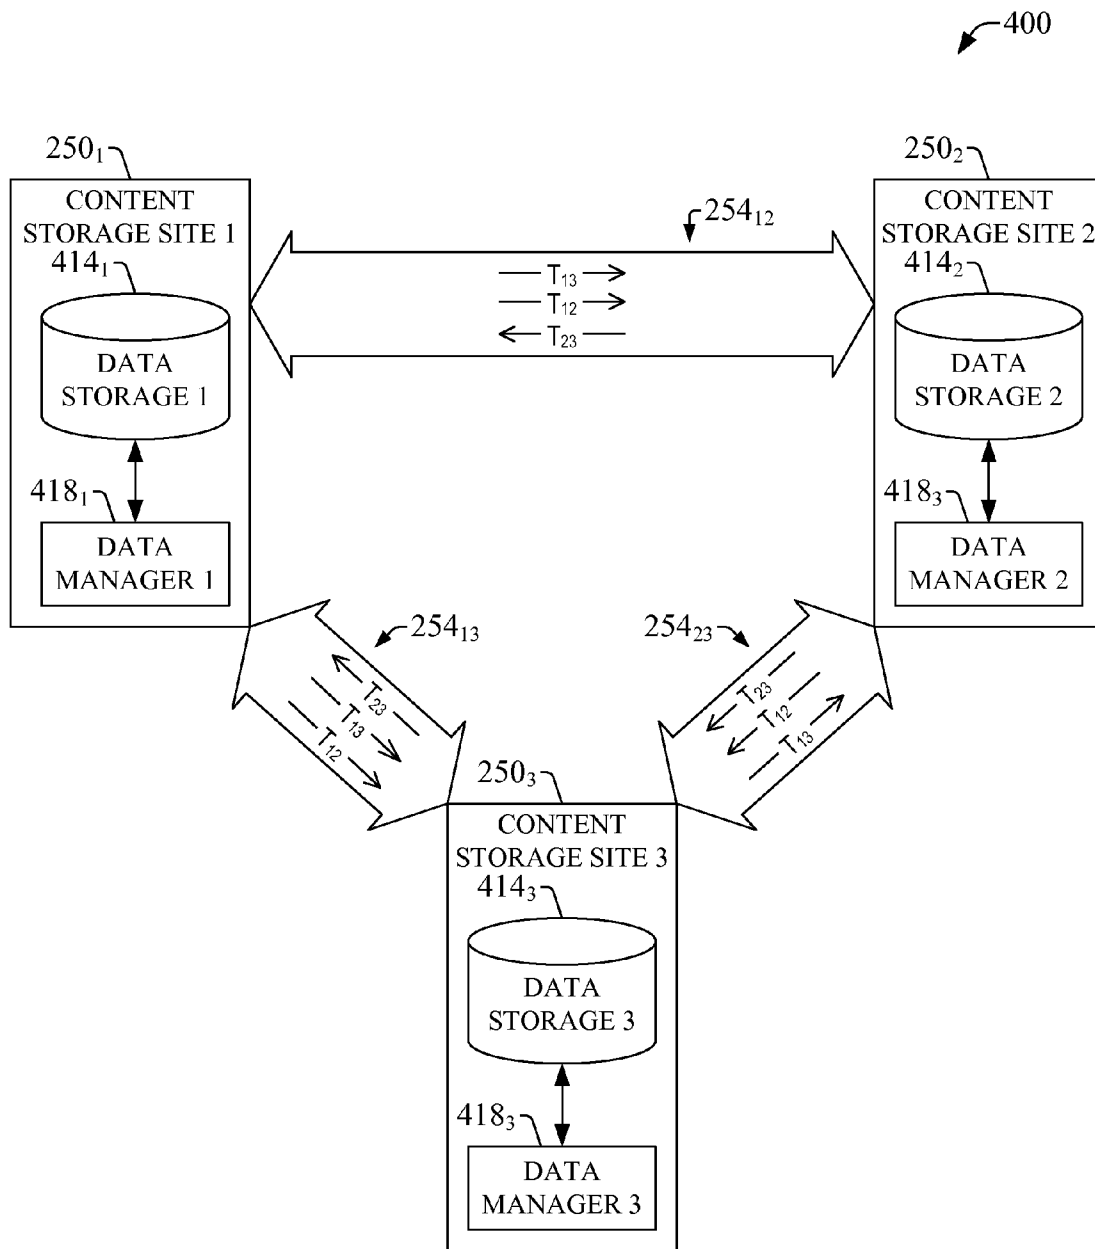 400
250₁
250₂
CONTENT
STORAGE SITE 1
CONTENT
STORAGE SITE 2
254₁₂
414₁
414₂
T₁₃
T₁₂
T₂₃
DATA
STORAGE 1
DATA
STORAGE 2
418₁
418₃
DATA
MANAGER 1
DATA
MANAGER 2
254₁₃
254₂₃
T₂₃
T₁₃
T₁₂
T₂₃
T₁₂
T₁₃
250₃
CONTENT
STORAGE SITE 3
414₃
DATA
STORAGE 3
418₃
DATA
MANAGER 3